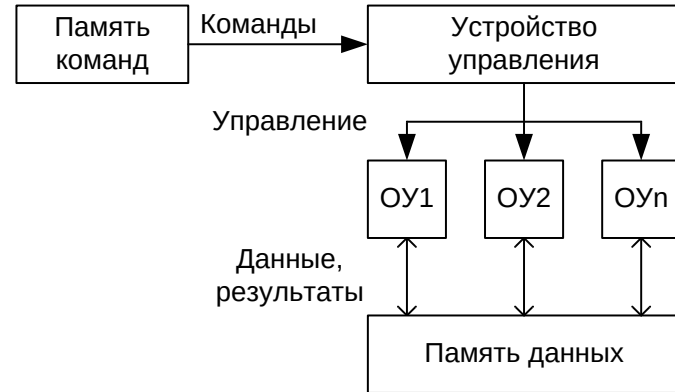 Память
команд
Команды
Устройство
управления
Управление
ОУ1
ОУ2
ОУn
Данные,
результаты
Память данных